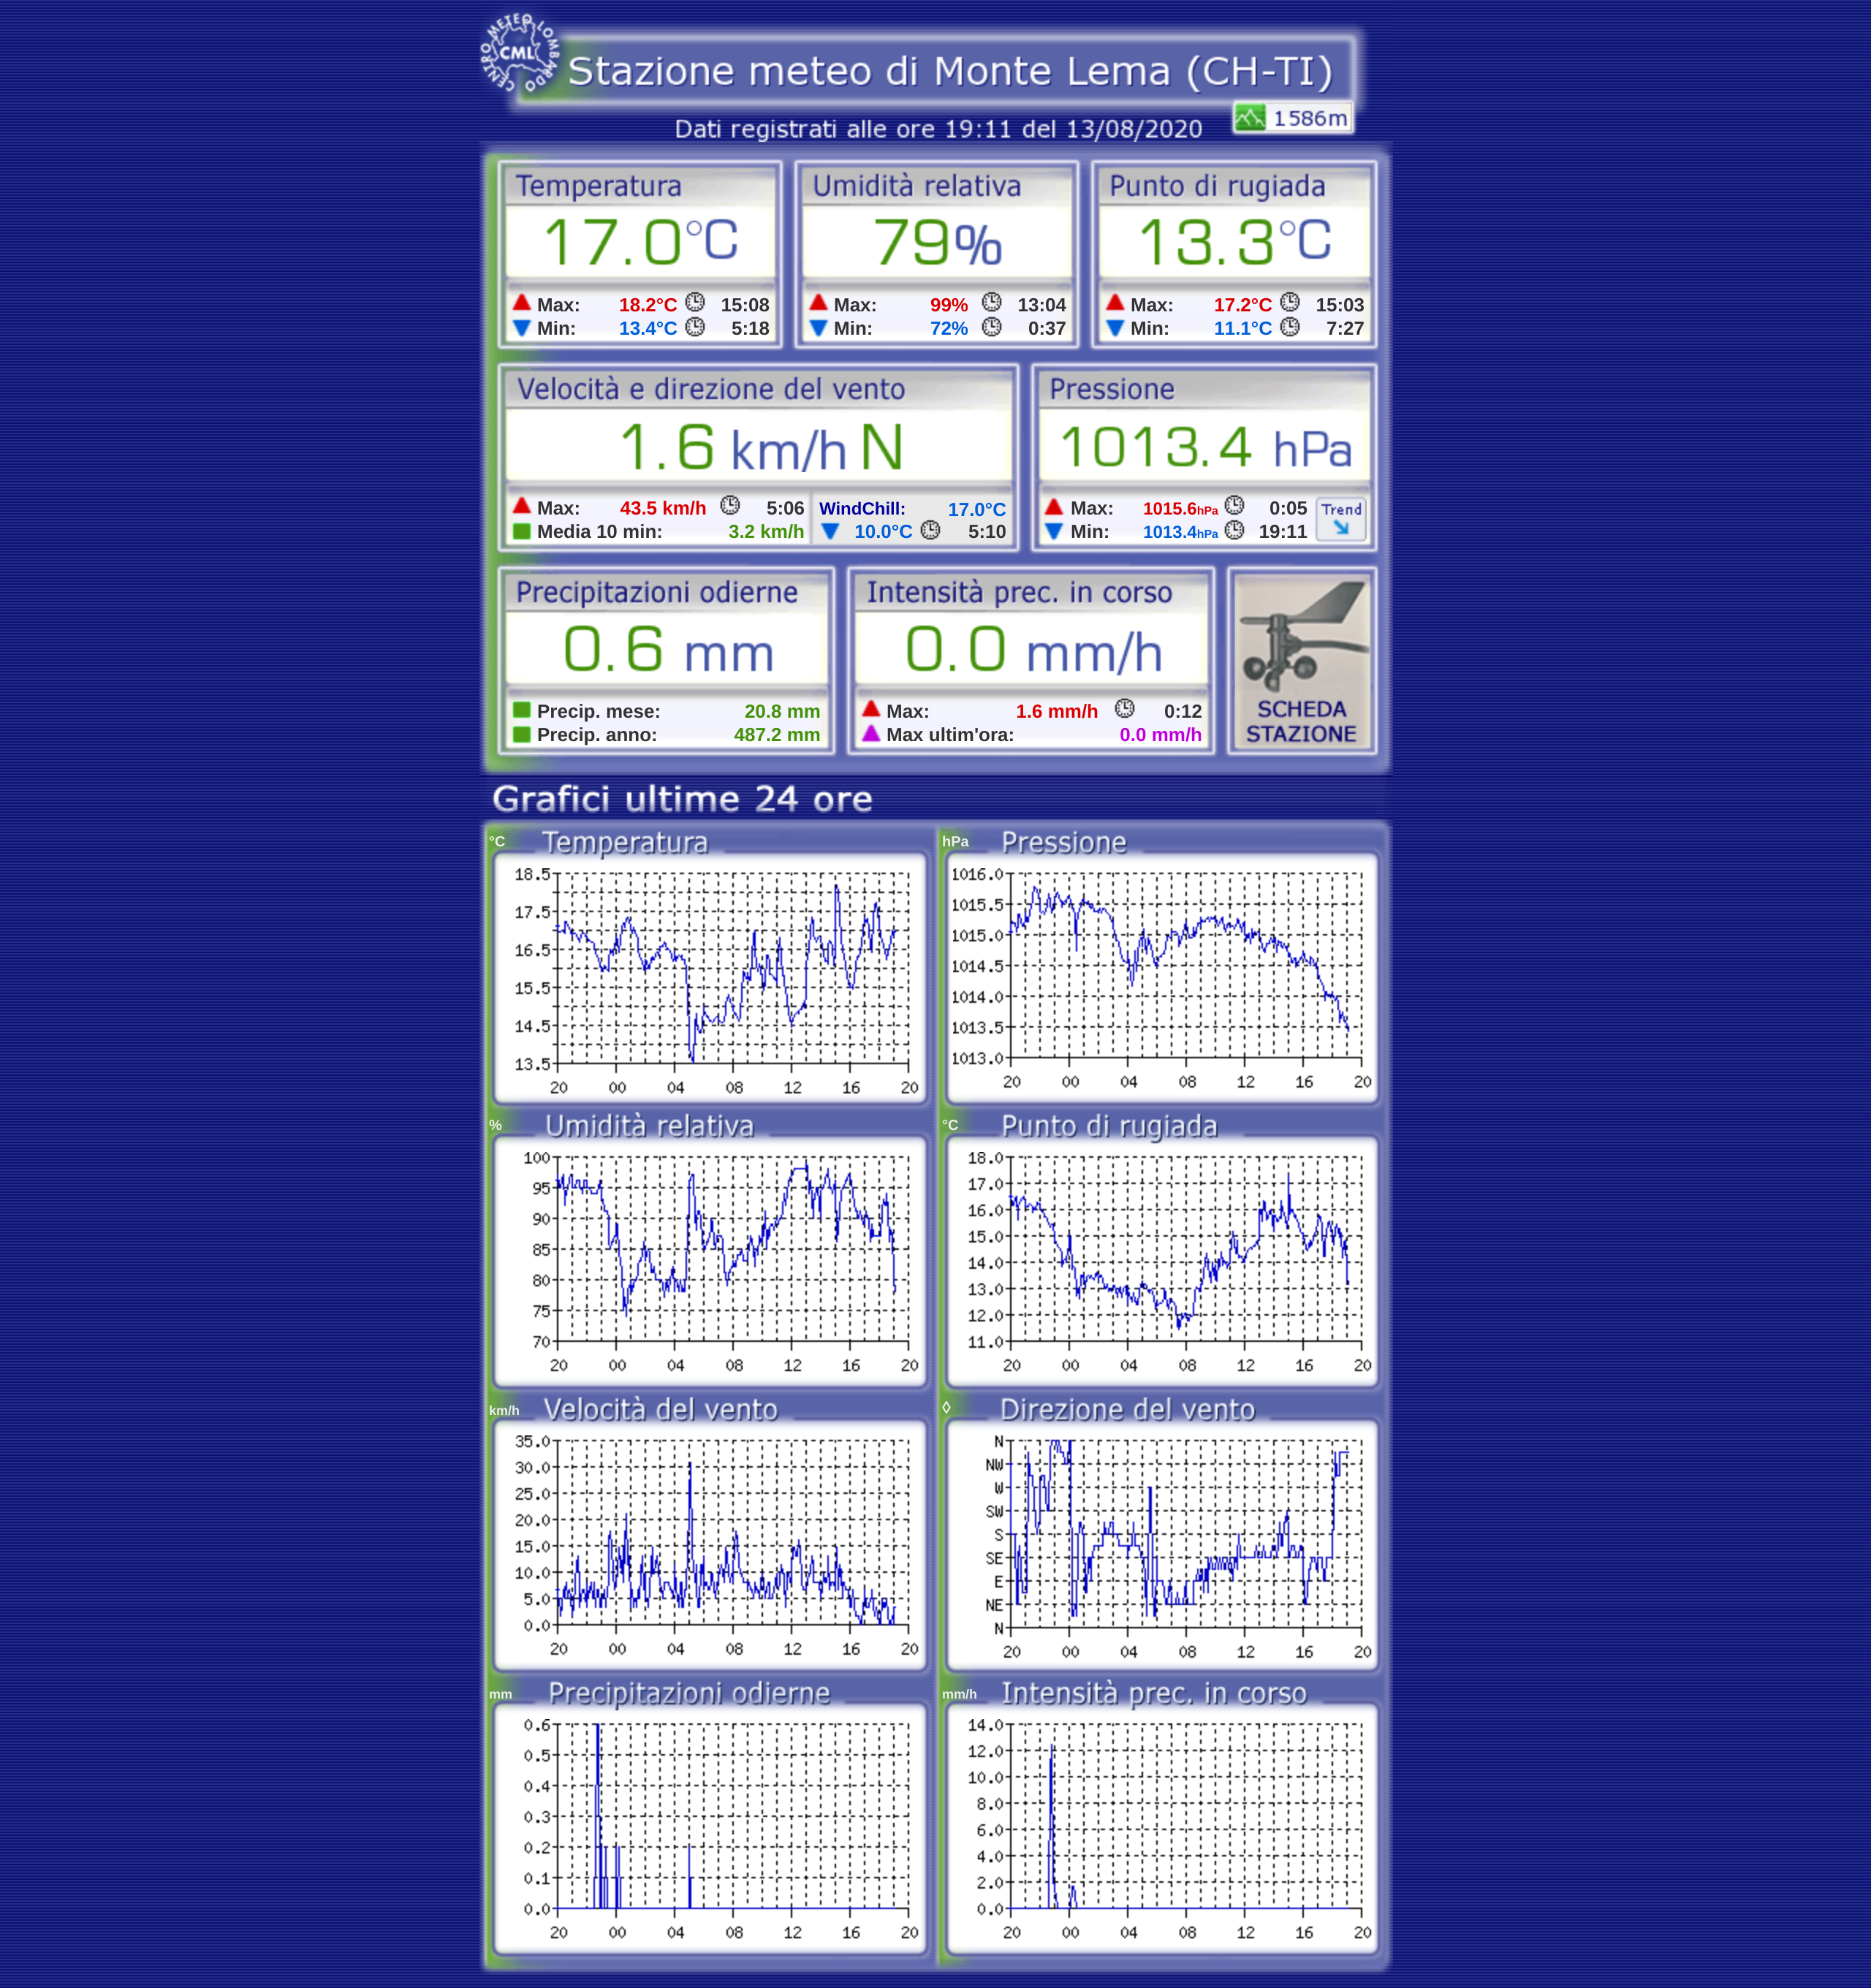 CENTRO METEO LOMBARDO
CML
Stazione meteo di Monte Lema (CH-TI)
1586m
Dati registrati alle ore 19:11 del 13/08/2020
Temperatura
17.0°C
Max: 18.2°C 15:08
Min: 13.4°C 5:18
Umidità relativa
79%
Max: 99% 13:04
Min: 72% 0:37
Punto di rugiada
13.3°C
Max: 17.2°C 15:03
Min: 11.1°C 7:27
Velocità e direzione del vento
1.6 km/h N
Max: 43.5 km/h 5:06
Media 10 min: 3.2 km/h
WindChill: 17.0°C
10.0°C 5:10
Pressione
1013.4 hPa
Max: 1015.6hPa 0:05
Min: 1013.4hPa 19:11
Trend
Precipitazioni odierne
0.6 mm
Precip. mese: 20.8 mm
Precip. anno: 487.2 mm
Intensità prec. in corso
0.0 mm/h
Max: 1.6 mm/h 0:12
Max ultim'ora: 0.0 mm/h
SCHEDA
STAZIONE
Grafici ultime 24 ore
°C Temperatura
18.5
17.5
16.5
15.5
14.5
13.5
20 00 04 08 12 16 20
hPa Pressione
1016.0
1015.5
1015.0
1014.5
1014.0
1013.5
1013.0
20 00 04 08 12 16 20
% Umidità relativa
100
95
90
85
80
75
70
20 00 04 08 12 16 20
°C Punto di rugiada
18.0
17.0
16.0
15.0
14.0
13.0
12.0
11.0
20 00 04 08 12 16 20
km/h Velocità del vento
35.0
30.0
25.0
20.0
15.0
10.0
5.0
0.0
20 00 04 08 12 16 20
◊ Direzione del vento
N
NW
W
SW
S
SE
E
NE
N
20 00 04 08 12 16 20
mm Precipitazioni odierne
0.6
0.5
0.4
0.3
0.2
0.1
0.0
20 00 04 08 12 16 20
mm/h Intensità prec. in corso
14.0
12.0
10.0
8.0
6.0
4.0
2.0
0.0
20 00 04 08 12 16 20